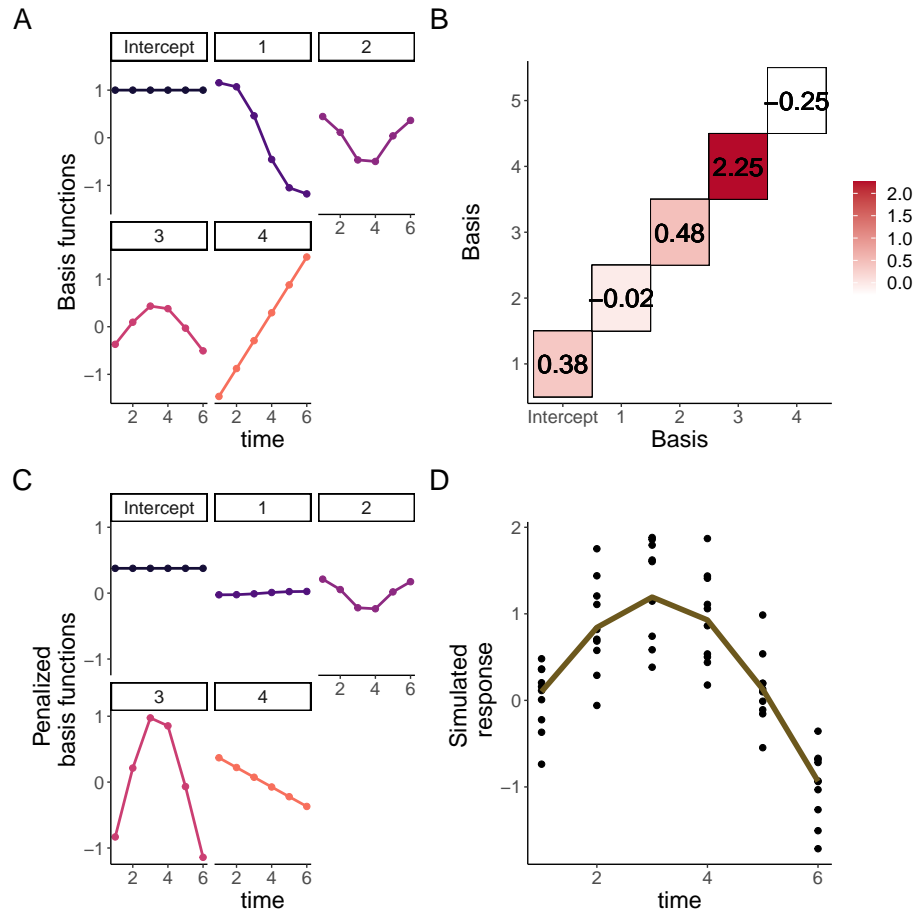 A
Intercept 1 2
Basis functions
1
0
−1
2 4 6
3 4
1
0
−1
2 4 6 2 4 6
time
B
Basis
5
4
3
2
1
−0.25
2.25
0.48
−0.02
0.38
Intercept 1 2 3 4
Basis
2.0
1.5
1.0
0.5
0.0
C
Intercept 1 2
Penalized
basis functions
1
0
−1
2 4 6
3 4
1
0
−1
2 4 6 2 4 6
time
D
Simulated
response
2
1
0
−1
2 4 6
time